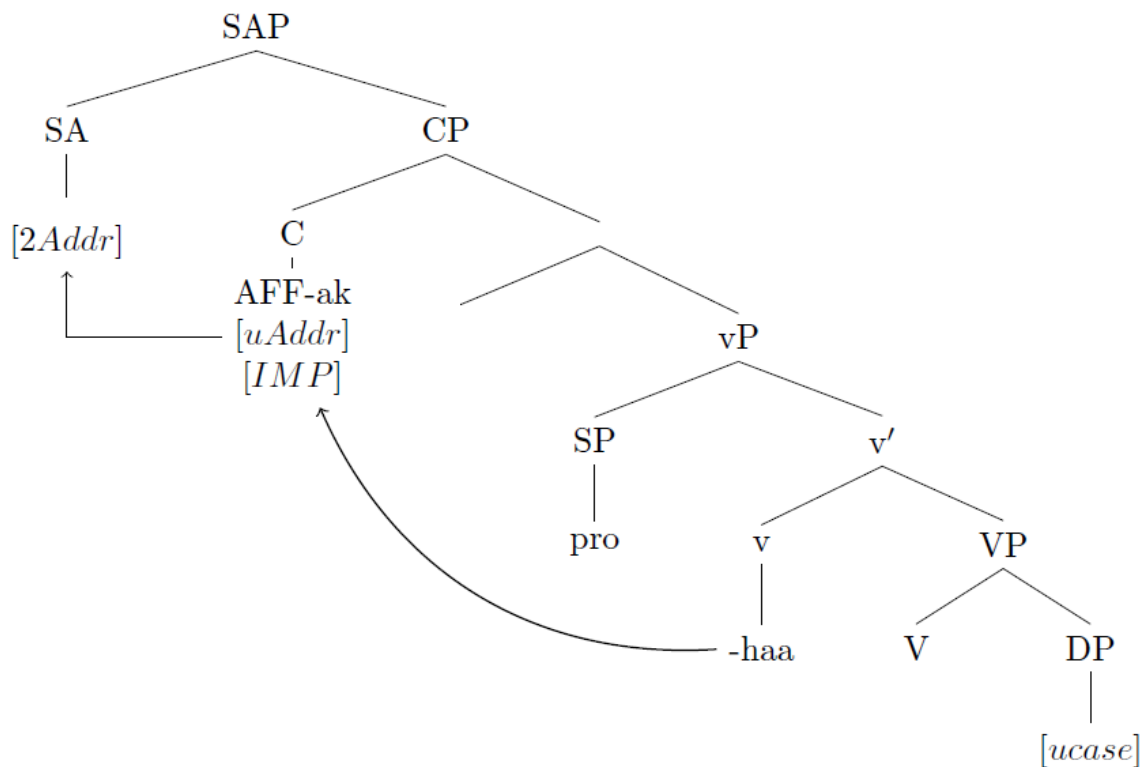 SAP
SA CP
[2Addr] C
AFF-ak
[uAddr]
[IMP]
vP
SP v′
pro v VP
-haa V DP
[ucase]